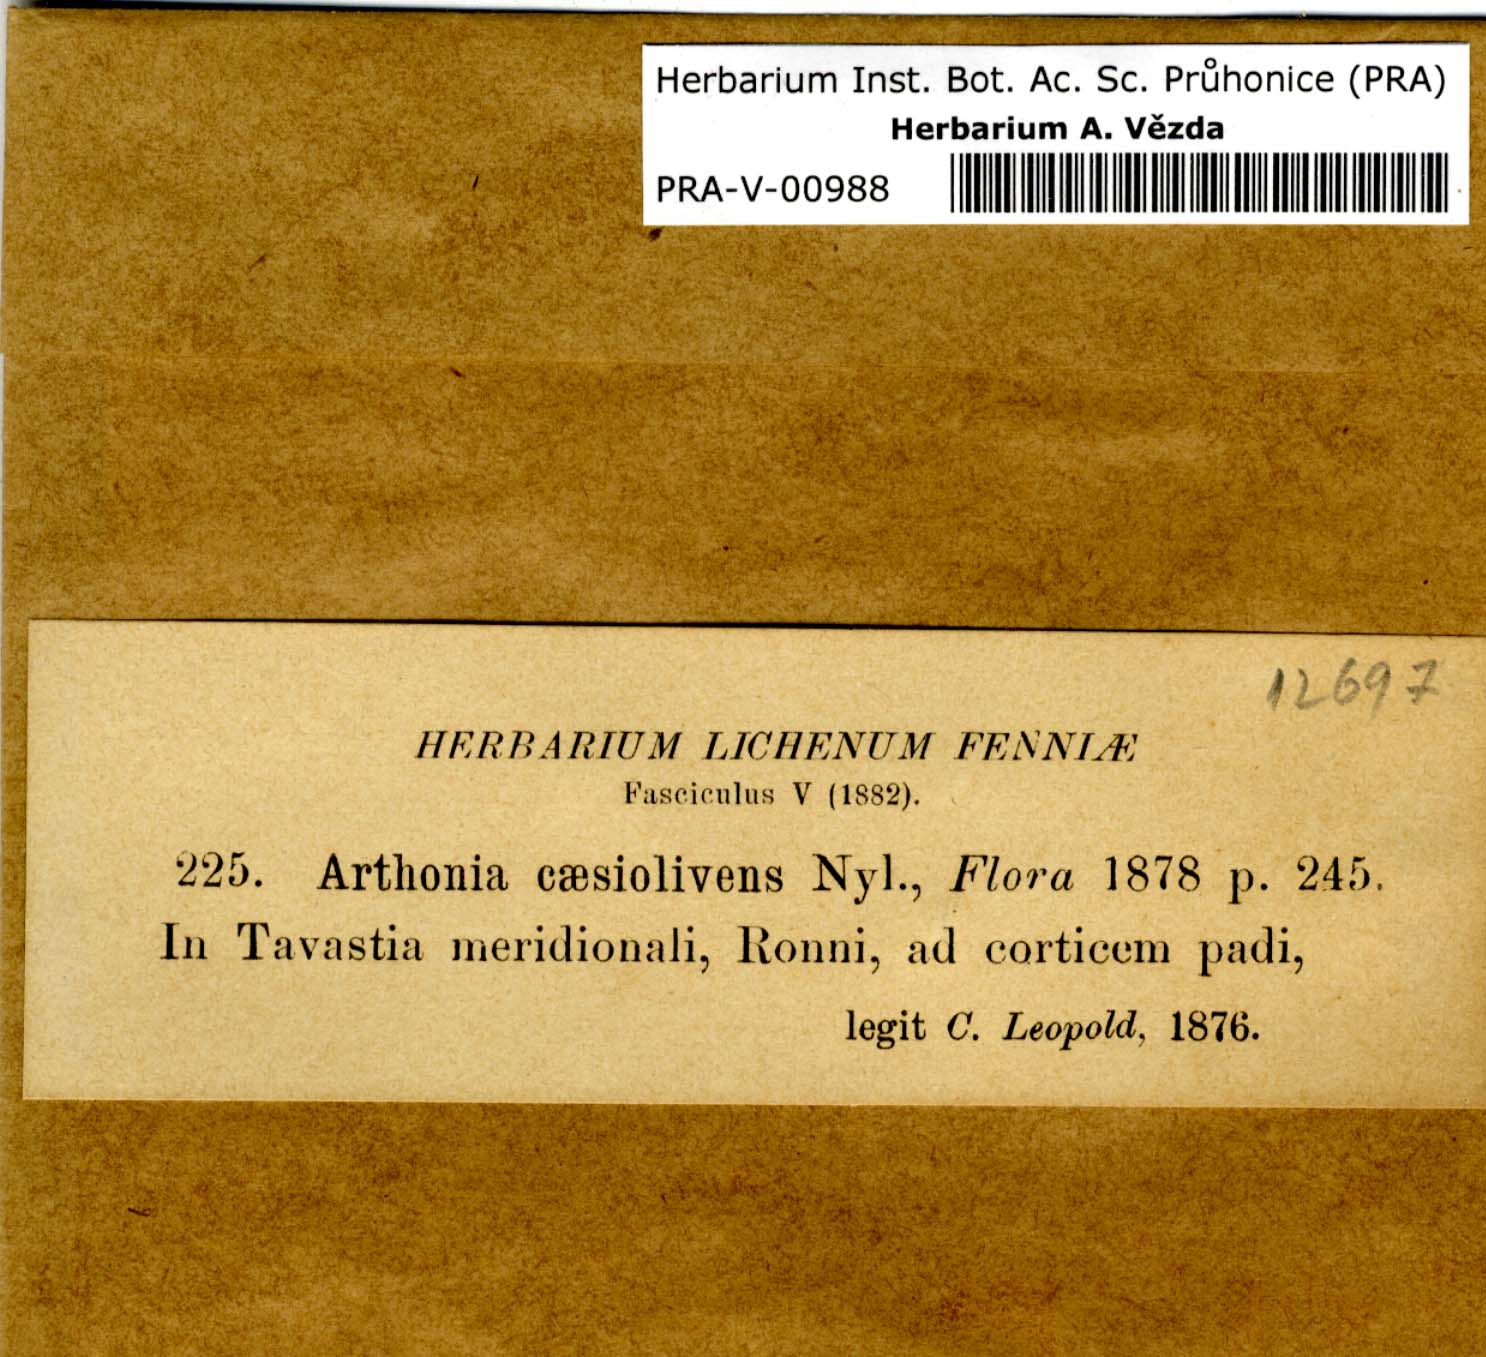 Herbarium Inst. Bot. Ac. Sc. Průhonice (PRA)
Herbarium A. Vězda
PRA-V-00988
12697
HERBARIUM LICHENUM FENNIÆ
Fasciculus V (1882).
225. Arthonia cæsiolivens Nyl., Flora 1878 p. 245.
In Tavastia meridionali, Ronni, ad corticem padi,
legit C. Leopold, 1876.